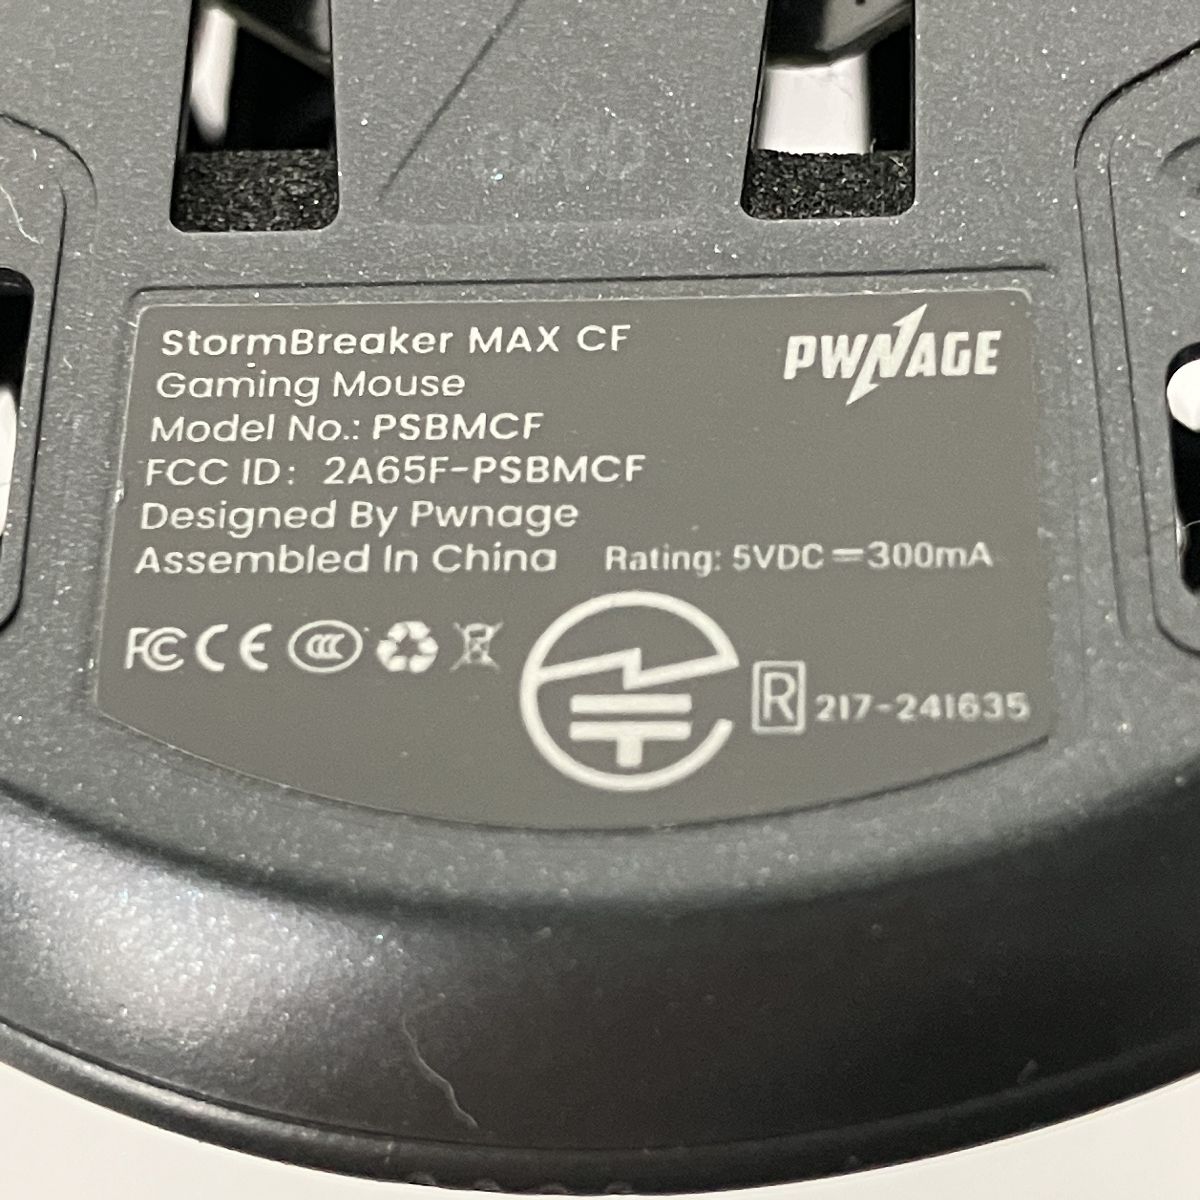 StormBreaker MAX CF
PWNAGE
Gaming Mouse
Model No.: PSBMCF
FCC ID: 2A65F-PSBMCF
Designed By Pwnage
Assembled In China
Rating: 5VDC ⎓ 300mA
FC CE CCC
R 217-241635